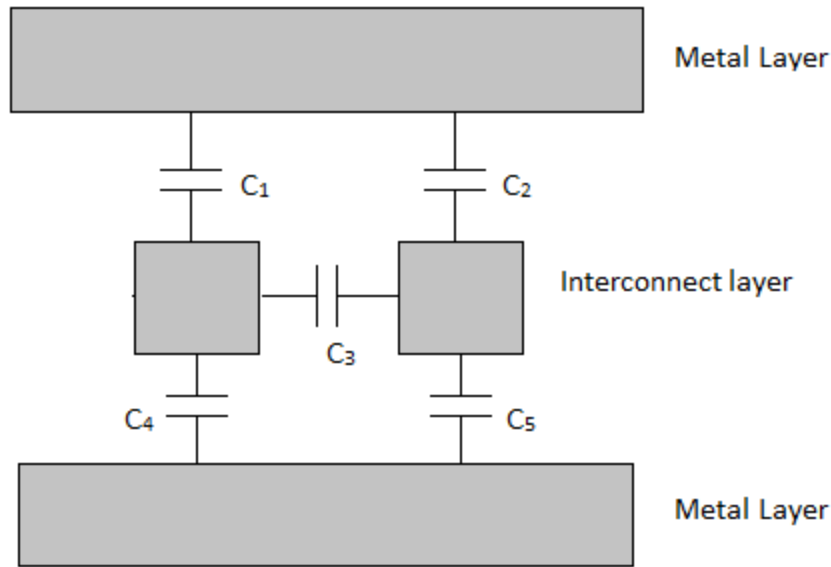 Metal Layer
C₁
C₂
Interconnect layer
C₃
C₄
C₅
Metal Layer